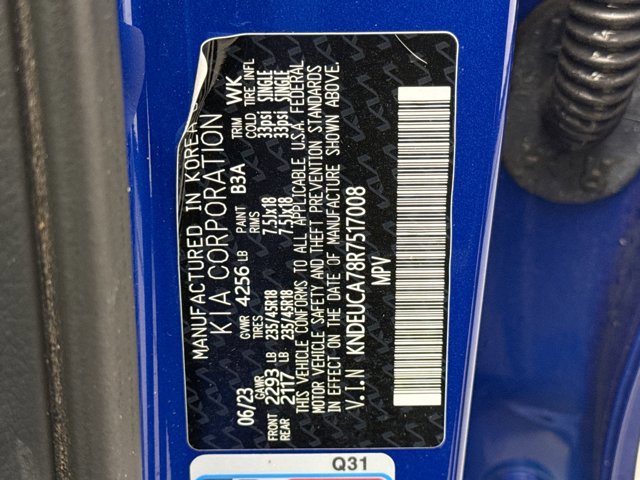 MANUFACTURED IN KOREA
KIA CORPORATION
06/23 GVWR 4256 LB PAINT B3A TRIM WK
GAWR TIRES RIMS COLD TIRE INFL
FRONT 2293 LB 235/45R18 7.5JX18 33psi SINGLE
REAR 2117 LB 235/45R18 7.5JX18 33psi SINGLE
THIS VEHICLE CONFORMS TO ALL APPLICABLE U.S.A. FEDERAL
MOTOR VEHICLE SAFETY AND THEFT PREVENTION STANDARDS
IN EFFECT ON THE DATE OF MANUFACTURE SHOWN ABOVE.
V.I.N KNDEUCA78R7517008
MPV
Q31